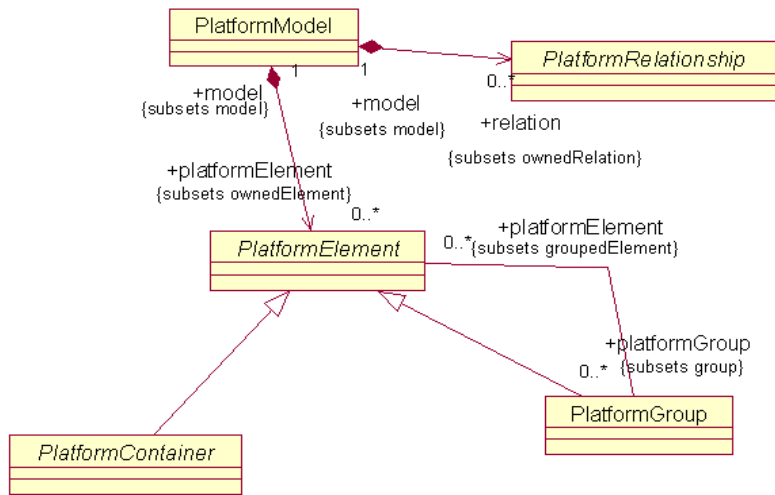 PlatformModel
PlatformRelationship
1
1
0..*
+model
{subsets model}
+model
{subsets model}
+relation
{subsets ownedRelation}
+platformElement
{subsets ownedElement}
0..*
+platformElement
{subsets groupedElement}
0..*
PlatformElement
+platformGroup
{subsets group}
0..*
PlatformGroup
PlatformContainer